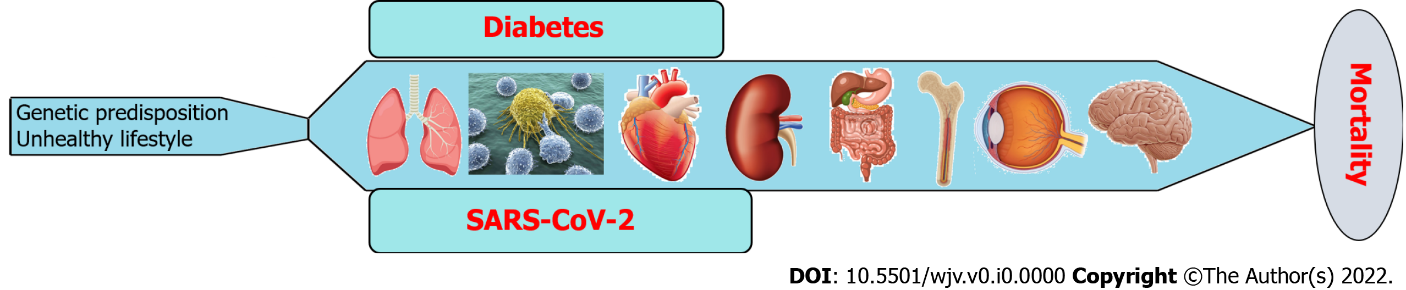 Diabetes
Genetic predisposition
Unhealthy lifestyle
Mortality
SARS-CoV-2
DOI: 10.5501/wjv.v0.i0.0000 Copyright ©The Author(s) 2022.